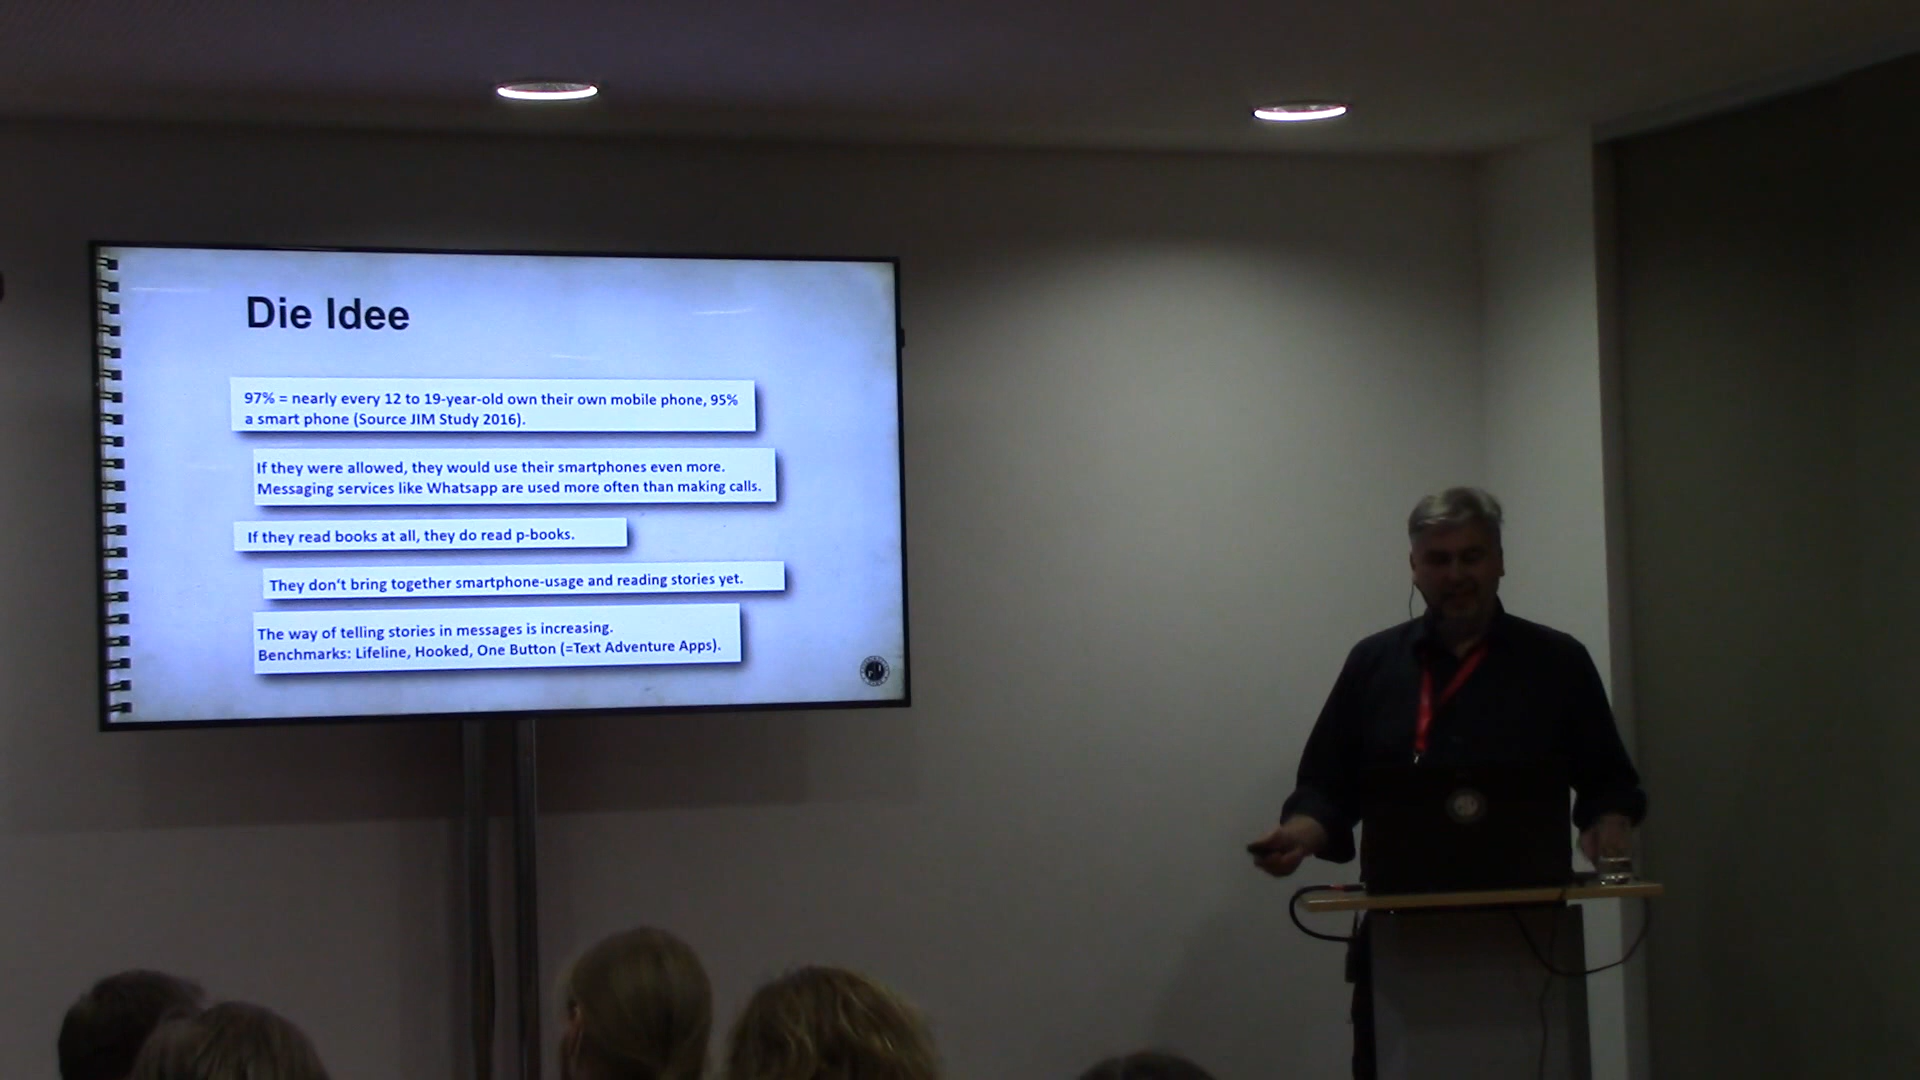 Die Idee
97% = nearly every 12 to 19-year-old own their own mobile phone, 95%
a smart phone (Source JIM Study 2016).
If they were allowed, they would use their smartphones even more.
Messaging services like Whatsapp are used more often than making calls.
If they read books at all, they do read p-books.
They don't bring together smartphone-usage and reading stories yet.
The way of telling stories in messages is increasing.
Benchmarks: Lifeline, Hooked, One Button (=Text Adventure Apps).